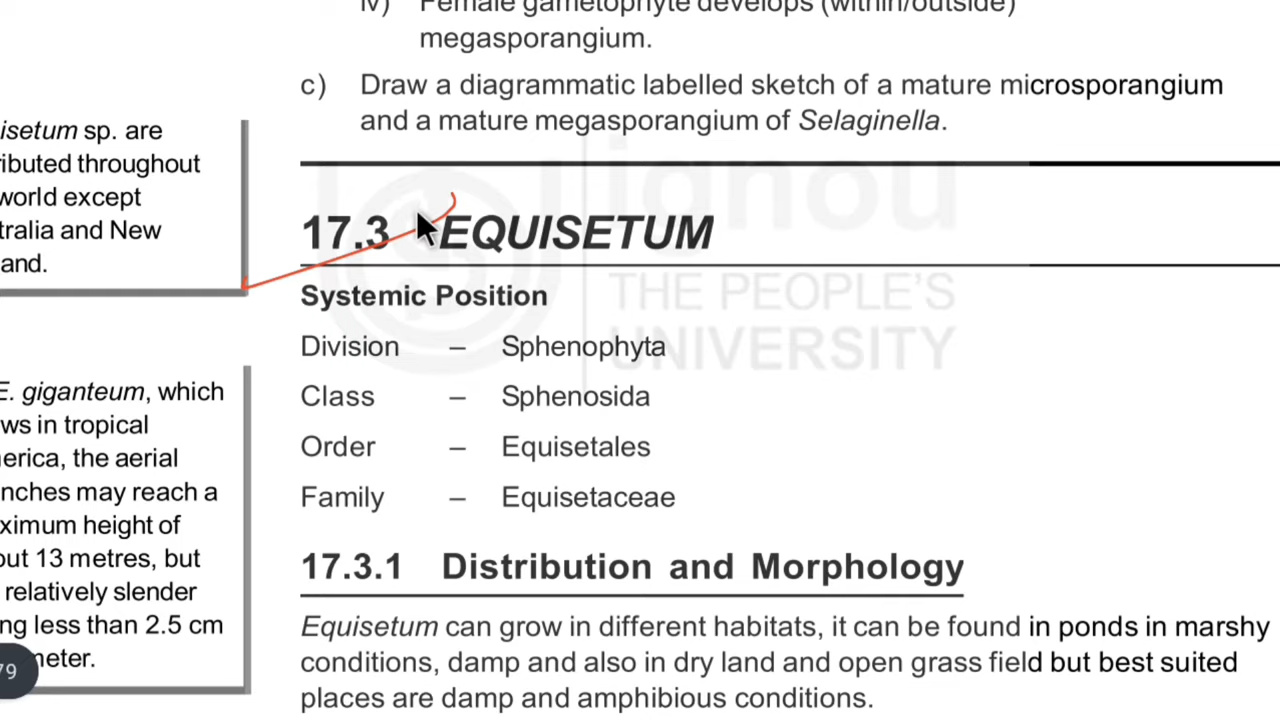 iv) Female gametophyte develops (within/outside)
megasporangium.
c) Draw a diagrammatic labelled sketch of a mature microsporangium
and a mature megasporangium of Selaginella.
isetum sp. are
ributed throughout
world except
tralia and New
and.
ignou
THE PEOPLE'S
UNIVERSITY
17.3 EQUISETUM
Systemic Position
Division – Sphenophyta
Class – Sphenosida
Order – Equisetales
Family – Equisetaceae
E. giganteum, which
ws in tropical
erica, the aerial
nches may reach a
ximum height of
out 13 metres, but
relatively slender
ng less than 2.5 cm
meter.
79
17.3.1 Distribution and Morphology
Equisetum can grow in different habitats, it can be found in ponds in marshy
conditions, damp and also in dry land and open grass field but best suited
places are damp and amphibious conditions.